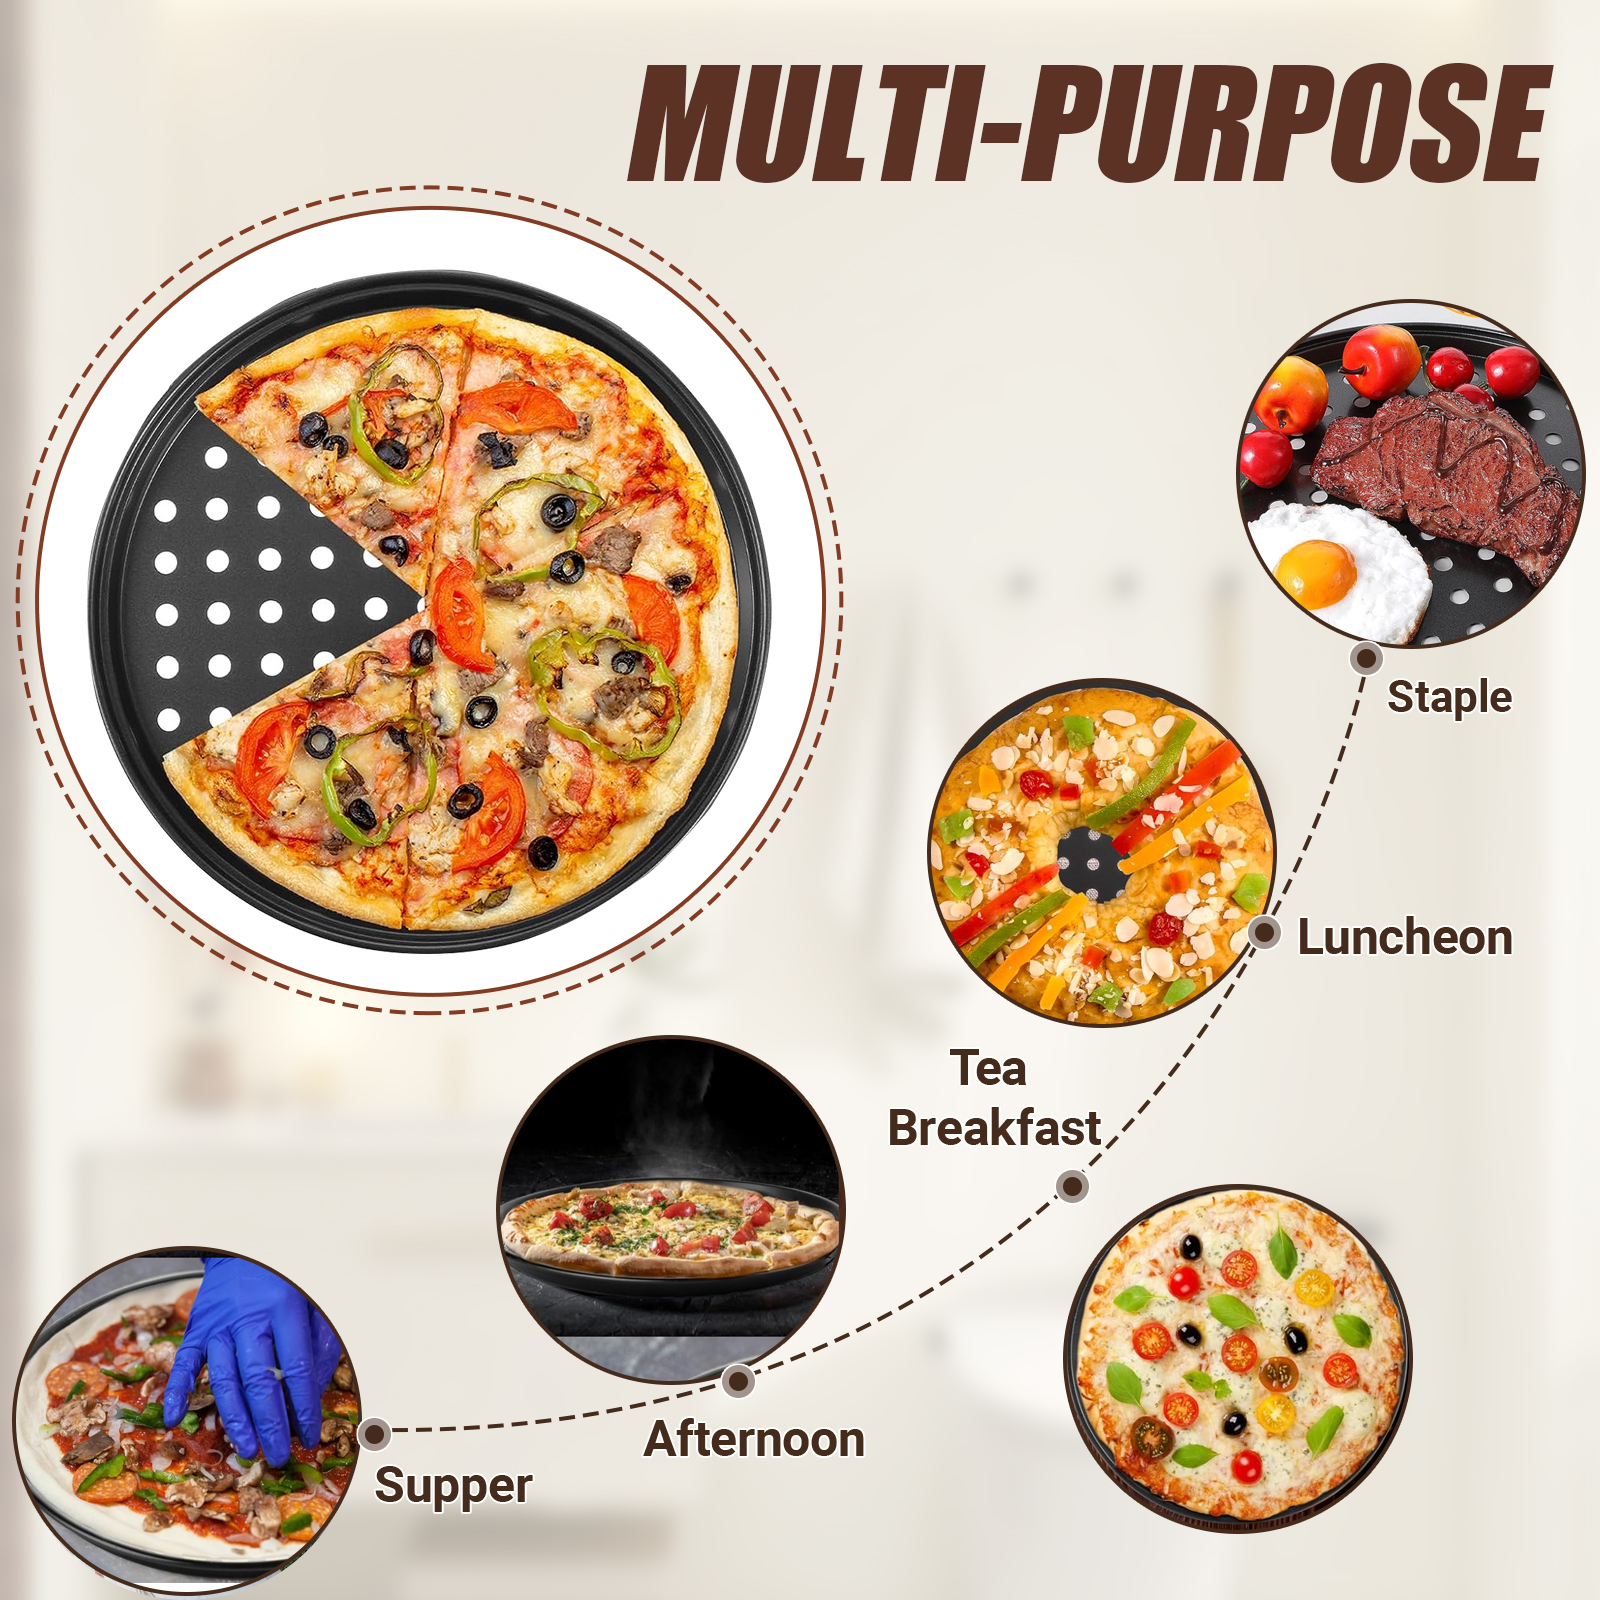 MULTI-PURPOSE
Staple
Luncheon
Tea
Breakfast
Afternoon
Supper